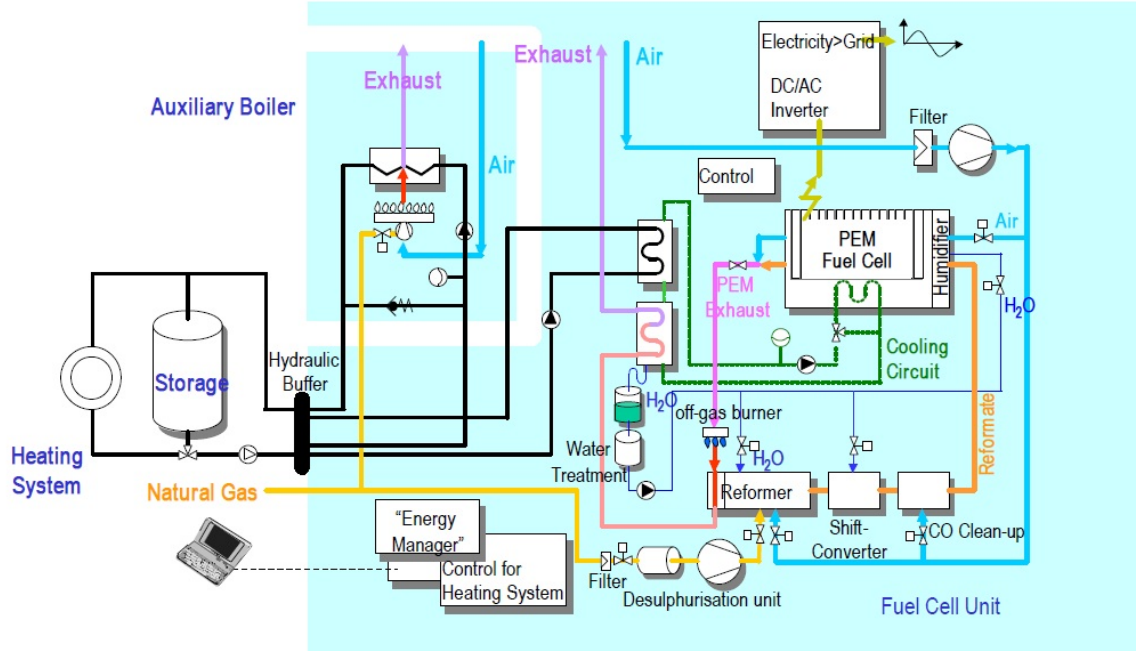 Electricity>Grid
DC/AC
Inverter
Exhaust
Air
Exhaust
Auxiliary Boiler
Air
Filter
Control
PEM
Fuel Cell
Humidifier
Air
PEM
Exhaust
H2O
Cooling
Circuit
Hydraulic
Buffer
Storage
H2O
off-gas burner
Water
Treatment
H2O
Reformate
Heating
System
Natural Gas
Reformer
Shift-
Converter
CO Clean-up
“Energy
Manager”
Control for
Heating System
Filter
Desulphurisation unit
Fuel Cell Unit